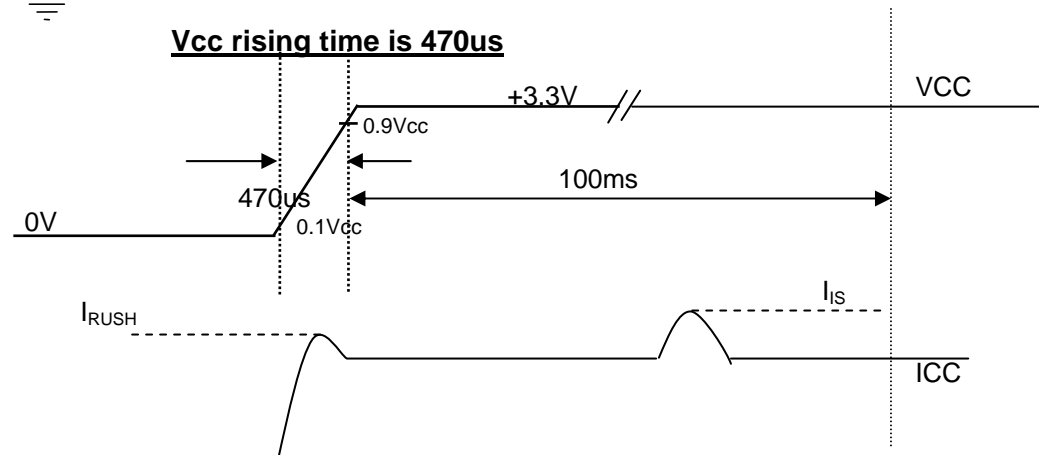 Vcc rising time is 470us
+3.3V
VCC
0.9Vcc
470us
100ms
0V
0.1Vcc
IRUSH
IIS
ICC